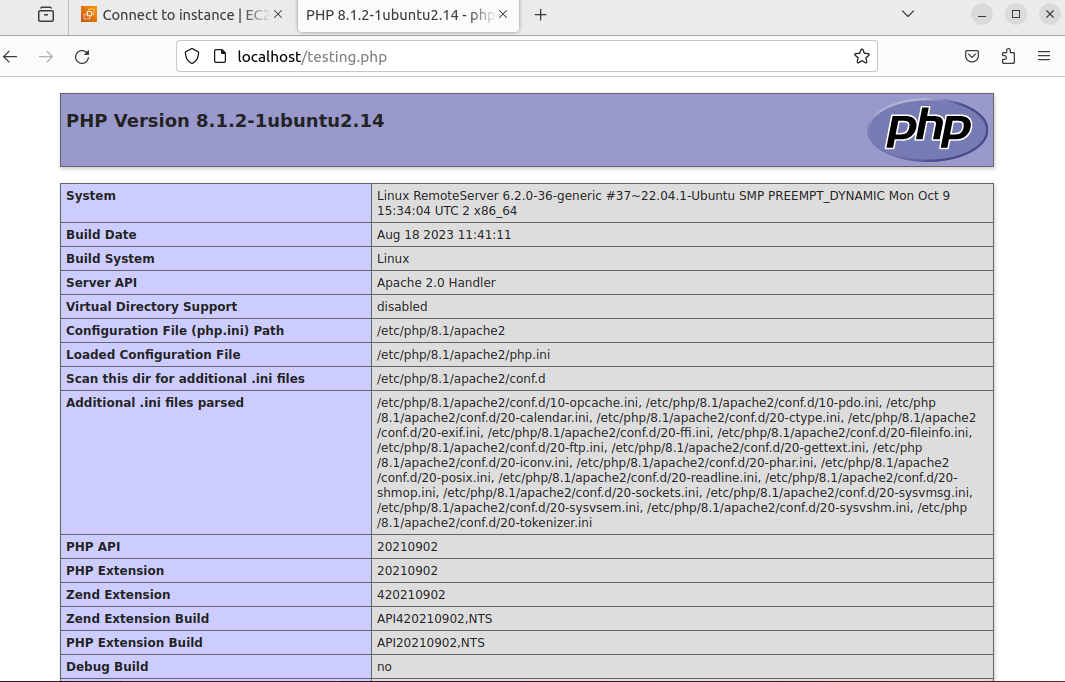 Connect to instance | EC2
PHP 8.1.2-1ubuntu2.14 - php
localhost/testing.php
PHP Version 8.1.2-1ubuntu2.14
php
System
Linux RemoteServer 6.2.0-36-generic #37~22.04.1-Ubuntu SMP PREEMPT_DYNAMIC Mon Oct 9
15:34:04 UTC 2 x86_64
Build Date
Aug 18 2023 11:41:11
Build System
Linux
Server API
Apache 2.0 Handler
Virtual Directory Support
disabled
Configuration File (php.ini) Path
/etc/php/8.1/apache2
Loaded Configuration File
/etc/php/8.1/apache2/php.ini
Scan this dir for additional .ini files
/etc/php/8.1/apache2/conf.d
Additional .ini files parsed
/etc/php/8.1/apache2/conf.d/10-opcache.ini, /etc/php/8.1/apache2/conf.d/10-pdo.ini, /etc/php
/8.1/apache2/conf.d/20-calendar.ini, /etc/php/8.1/apache2/conf.d/20-ctype.ini, /etc/php/8.1/apache2
/conf.d/20-exif.ini, /etc/php/8.1/apache2/conf.d/20-ffi.ini, /etc/php/8.1/apache2/conf.d/20-fileinfo.ini,
/etc/php/8.1/apache2/conf.d/20-ftp.ini, /etc/php/8.1/apache2/conf.d/20-gettext.ini, /etc/php
/8.1/apache2/conf.d/20-iconv.ini, /etc/php/8.1/apache2/conf.d/20-phar.ini, /etc/php/8.1/apache2
/conf.d/20-posix.ini, /etc/php/8.1/apache2/conf.d/20-readline.ini, /etc/php/8.1/apache2/conf.d/20-
shmop.ini, /etc/php/8.1/apache2/conf.d/20-sockets.ini, /etc/php/8.1/apache2/conf.d/20-sysvmsg.ini,
/etc/php/8.1/apache2/conf.d/20-sysvsem.ini, /etc/php/8.1/apache2/conf.d/20-sysvshm.ini, /etc/php
/8.1/apache2/conf.d/20-tokenizer.ini
PHP API
20210902
PHP Extension
20210902
Zend Extension
420210902
Zend Extension Build
API420210902,NTS
PHP Extension Build
API20210902,NTS
Debug Build
no